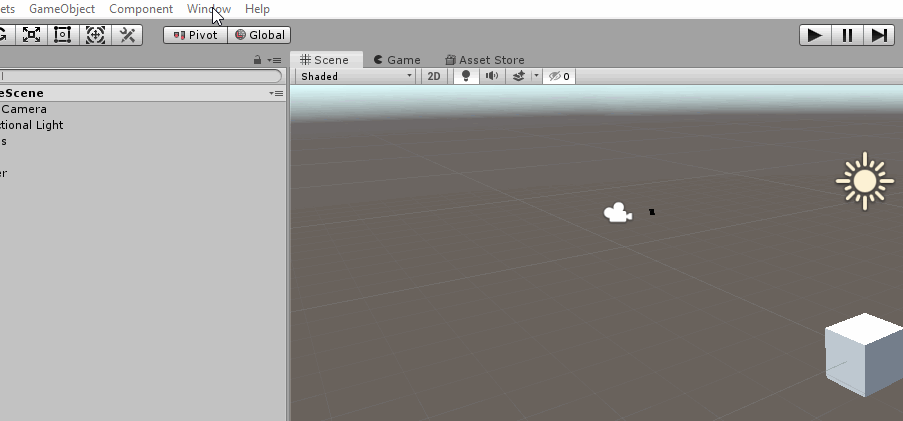 ets GameObject Component Window Help
Pivot Global
Scene Game Asset Store
Shaded 2D 0
eScene
Camera
tional Light
s
er